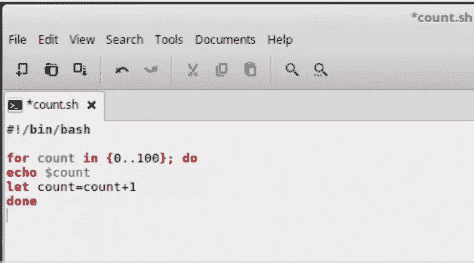 *count.sh
File Edit View Search Tools Documents Help
*count.sh
#!/bin/bash
for count in {0..100}; do
echo $count
let count=count+1
done